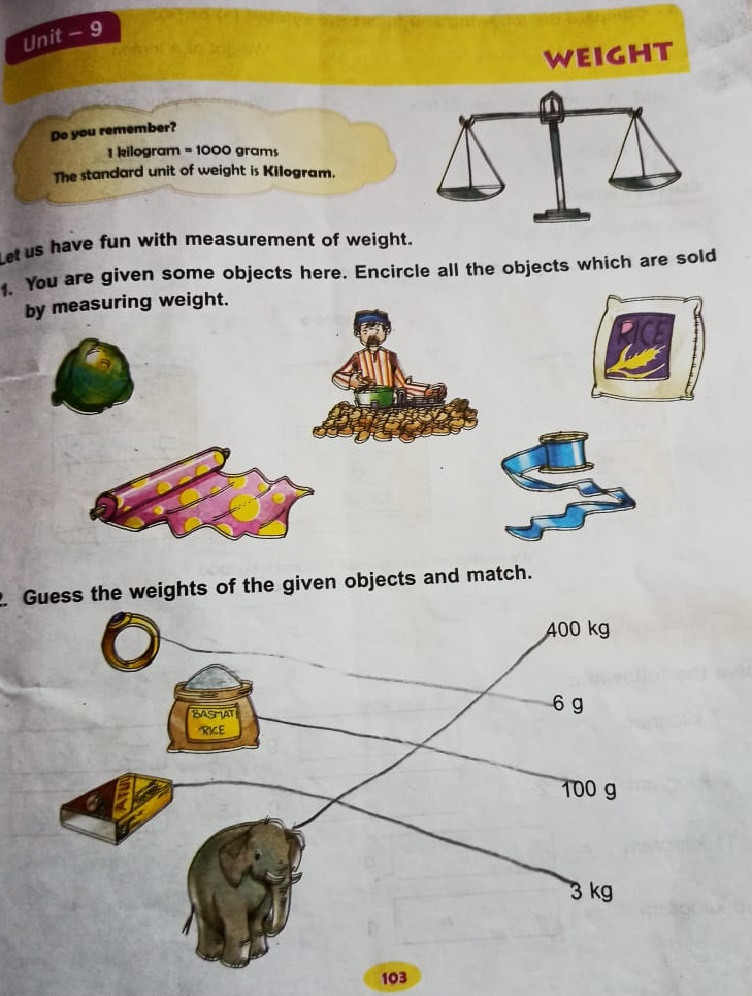 Unit – 9
WEIGHT
Do you remember?
1 kilogram = 1000 grams
The standard unit of weight is Kilogram.
Let us have fun with measurement of weight.
1. You are given some objects here. Encircle all the objects which are sold
by measuring weight.
RICE
2. Guess the weights of the given objects and match.
400 kg
6 g
BASMATI
RICE
100 g
ATUL
3 kg
103